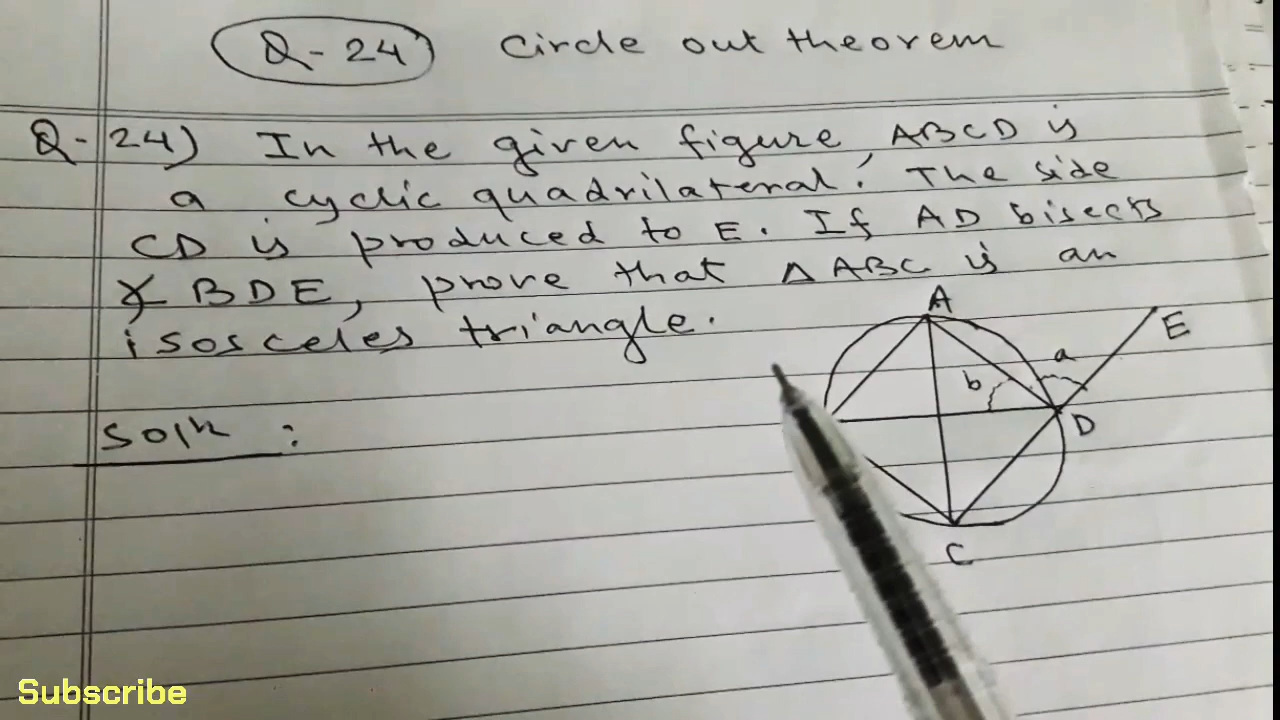 Q-24 Circle out theorem
Q-24) In the given figure, ABCD is
a cyclic quadrilateral. The side
CD is produced to E. If AD bisects
∠BDE, prove that △ABC is an
isosceles triangle.
A
E
a
b
D
Soln :
C
Subscribe